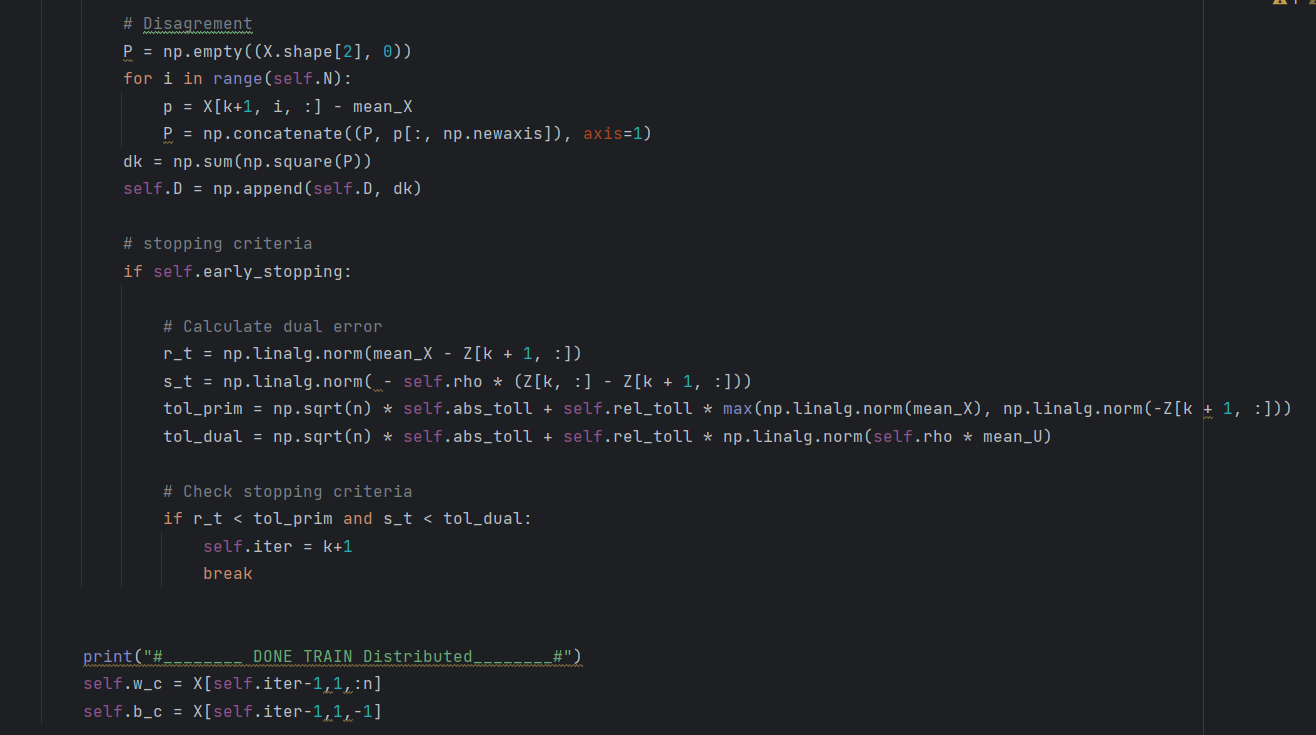 # Disagrement
P = np.empty((X.shape[2], 0))
for i in range(self.N):
    p = X[k+1, i, :] - mean_X
    P = np.concatenate((P, p[:, np.newaxis]), axis=1)
dk = np.sum(np.square(P))
self.D = np.append(self.D, dk)
# stopping criteria
if self.early_stopping:
    # Calculate dual error
    r_t = np.linalg.norm(mean_X - Z[k + 1, :])
    s_t = np.linalg.norm( - self.rho * (Z[k, :] - Z[k + 1, :]))
    tol_prim = np.sqrt(n) * self.abs_toll + self.rel_toll * max(np.linalg.norm(mean_X), np.linalg.norm(-Z[k + 1, :]))
    tol_dual = np.sqrt(n) * self.abs_toll + self.rel_toll * np.linalg.norm(self.rho * mean_U)
    # Check stopping criteria
    if r_t < tol_prim and s_t < tol_dual:
        self.iter = k+1
        break
print("#________ DONE TRAIN Distributed________#")
self.w_c = X[self.iter-1,1,:n]
self.b_c = X[self.iter-1,1,-1]